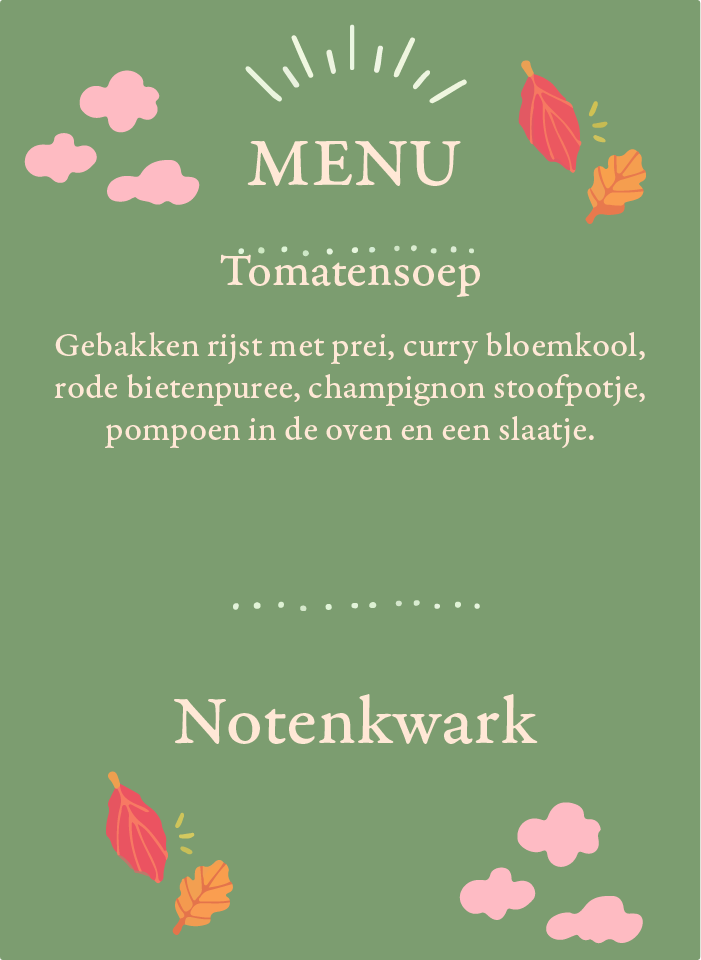 MENU
Tomatensoep
Gebakken rijst met prei, curry bloemkool,
rode bietenpuree, champignon stoofpotje,
pompoen in de oven en een slaatje.
Notenkwark